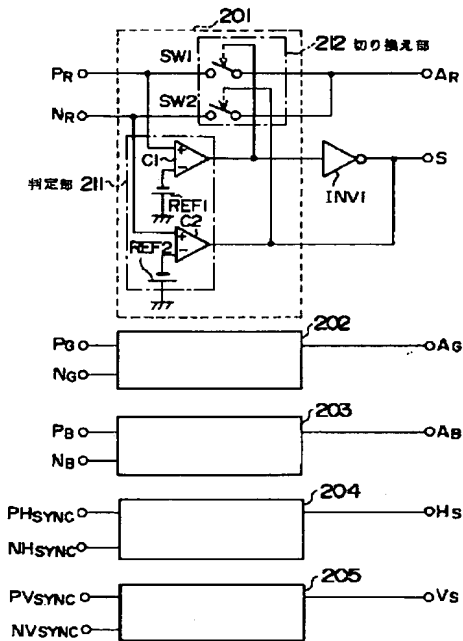 201
212 切り換え部
SW1
PR
AR
SW2
NR
C1
S
判定部 211
INV1
REF1
C2
REF2
202
PG
AG
NG
203
PB
AB
NB
204
PHSYNC
HS
NHSYNC
205
PVSYNC
VS
NVSYNC